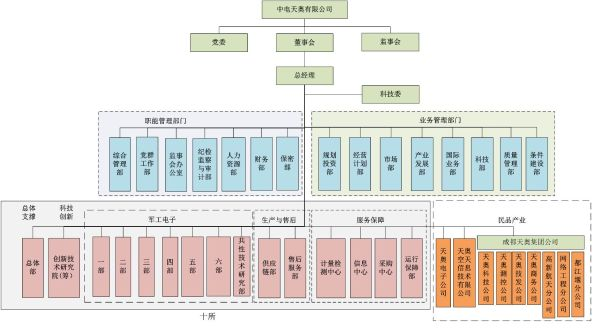 中电天奥有限公司
党委
董事会
监事会
总经理
科技委
职能管理部门
业务管理部门
综合管理部
党群工作部
监事会办公室
纪检监察与审计部
人力资源部
财务部
保密部
规划投资部
经营计划部
市场部
产业发展部
国际业务部
科技部
质量管理部
条件建设部
总体支撑
科技创新
军工电子
生产与售后
服务保障
民品产业
成都天奥集团公司
总体部
创新技术研究院(筹)
一部
二部
三部
四部
五部
六部
共性技术研究部
供应链部
售后服务部
计量检测中心
信息中心
采购中心
运行保障部
天奥电子公司
天奥空天信息技术有限公司
天奥科技公司
天奥测控公司
天奥技发公司
天奥商务公司
高新航天分公司
网络工程分公司
都江堰分公司
十所